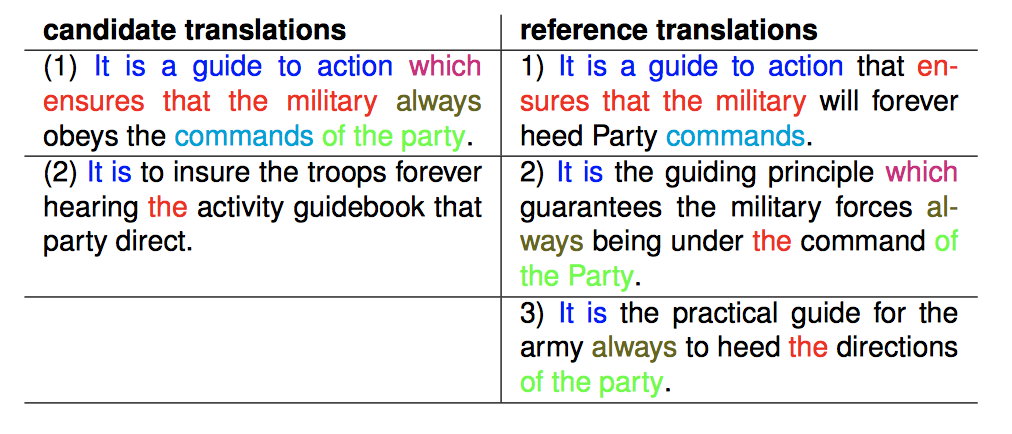 candidate translations
reference translations
(1) It is a guide to action which
ensures that the military always
obeys the commands of the party.
1) It is a guide to action that en-
sures that the military will forever
heed Party commands.
(2) It is to insure the troops forever
hearing the activity guidebook that
party direct.
2) It is the guiding principle which
guarantees the military forces al-
ways being under the command of
the Party.
3) It is the practical guide for the
army always to heed the directions
of the party.